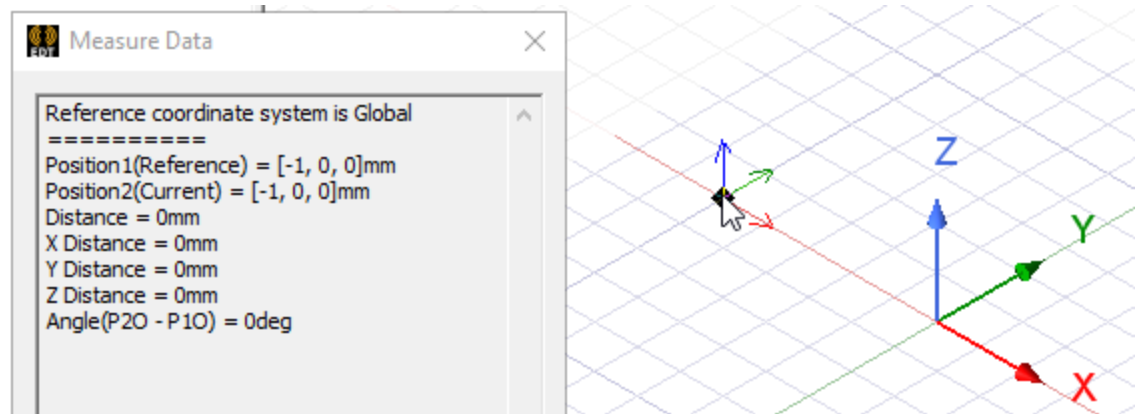 EDT
Measure Data
Reference coordinate system is Global
==========
Position1(Reference) = [-1, 0, 0]mm
Position2(Current) = [-1, 0, 0]mm
Distance = 0mm
X Distance = 0mm
Y Distance = 0mm
Z Distance = 0mm
Angle(P2O - P1O) = 0deg
Z
Y
X